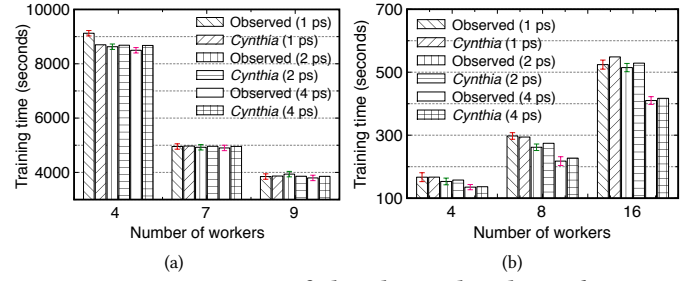 10000
8000
6000
4000
Training time (seconds)
Observed (1 ps)
Cynthia (1 ps)
Observed (2 ps)
Cynthia (2 ps)
Observed (4 ps)
Cynthia (4 ps)
4 7 9
Number of workers
(a)
700
500
300
100
Training time (seconds)
Observed (1 ps)
Cynthia (1 ps)
Observed (2 ps)
Cynthia (2 ps)
Observed (4 ps)
Cynthia (4 ps)
4 8 16
Number of workers
(b)